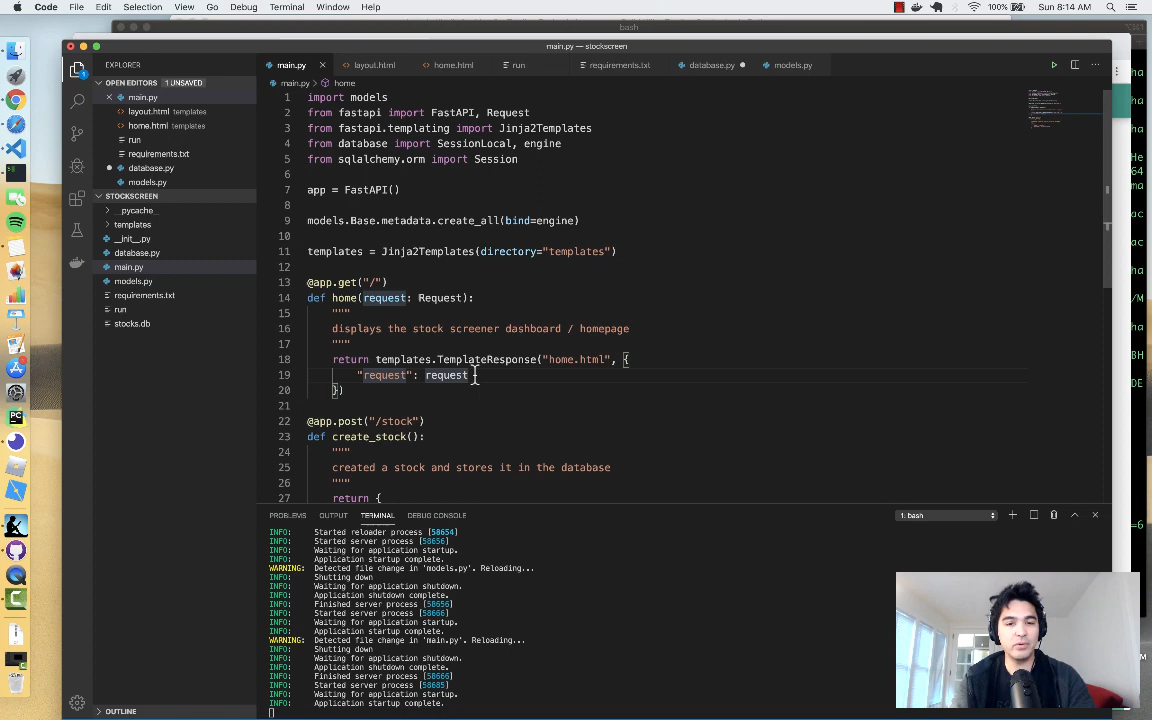 Code File Edit Selection View Go Debug Terminal Window Help 100% Sun 8:14 AM
bash
main.py — stockscreen
EXPLORER
main.py layout.html home.html run requirements.txt database.py models.py
OPEN EDITORS 1 UNSAVED
main.py > home
main.py
layout.html templates
home.html templates
run
requirements.txt
database.py
models.py
STOCKSCREEN
__pycache__
templates
__init__.py
database.py
main.py
models.py
requirements.txt
run
stocks.db
OUTLINE
1 import models
2 from fastapi import FastAPI, Request
3 from fastapi.templating import Jinja2Templates
4 from database import SessionLocal, engine
5 from sqlalchemy.orm import Session
6
7 app = FastAPI()
8
9 models.Base.metadata.create_all(bind=engine)
10
11 templates = Jinja2Templates(directory="templates")
12
13 @app.get("/")
14 def home(request: Request):
15 """
16 displays the stock screener dashboard / homepage
17 """
18 return templates.TemplateResponse("home.html", {
19 "request": request
20 })
21
22 @app.post("/stock")
23 def create_stock():
24 """
25 created a stock and stores it in the database
26 """
27 return {
PROBLEMS OUTPUT TERMINAL DEBUG CONSOLE 1: bash
INFO: Started reloader process [58654]
INFO: Started server process [58656]
INFO: Waiting for application startup.
INFO: Application startup complete.
WARNING: Detected file change in 'models.py'. Reloading...
INFO: Shutting down
INFO: Waiting for application shutdown.
INFO: Application shutdown complete.
INFO: Finished server process [58656]
INFO: Started server process [58666]
INFO: Waiting for application startup.
INFO: Application startup complete.
WARNING: Detected file change in 'main.py'. Reloading...
INFO: Shutting down
INFO: Waiting for application shutdown.
INFO: Application shutdown complete.
INFO: Finished server process [58666]
INFO: Started server process [58685]
INFO: Waiting for application startup.
INFO: Application startup complete.